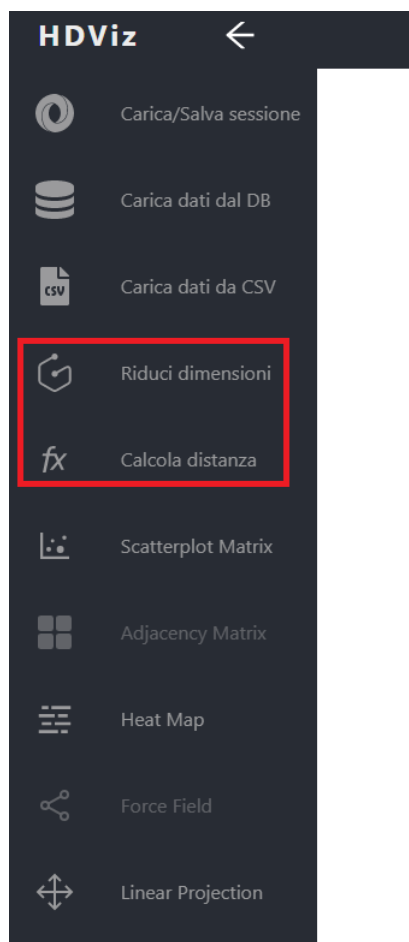 HDViz
Carica/Salva sessione
Carica dati dal DB
CSV
Carica dati da CSV
Riduci dimensioni
fx
Calcola distanza
Scatterplot Matrix
Adjacency Matrix
Heat Map
Force Field
Linear Projection